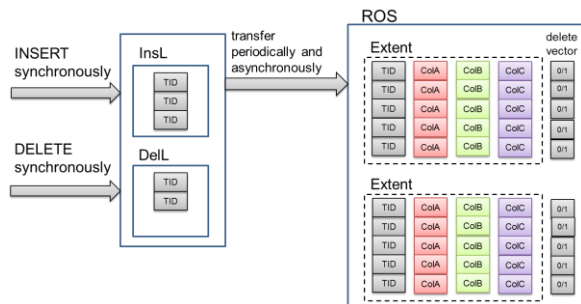 ROS
transfer
periodically and
asynchronously
delete
vector
INSERT
synchronously
InsL
TID
TID
TID
Extent
TID ColA ColB ColC 0/1
TID ColA ColB ColC 0/1
TID ColA ColB ColC 0/1
TID ColA ColB ColC 0/1
TID ColA ColB ColC 0/1
DELETE
synchronously
DelL
TID
TID
Extent
TID ColA ColB ColC 0/1
TID ColA ColB ColC 0/1
TID ColA ColB ColC 0/1
TID ColA ColB ColC 0/1
TID ColA ColB ColC 0/1